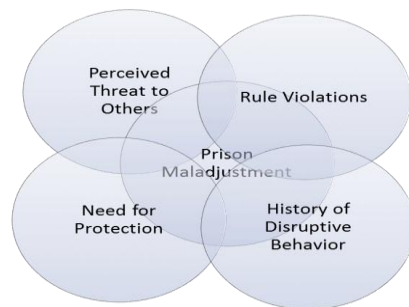 Perceived
Threat to
Others
Rule Violations
Prison
Maladjustment
Need for
Protection
History of
Disruptive
Behavior